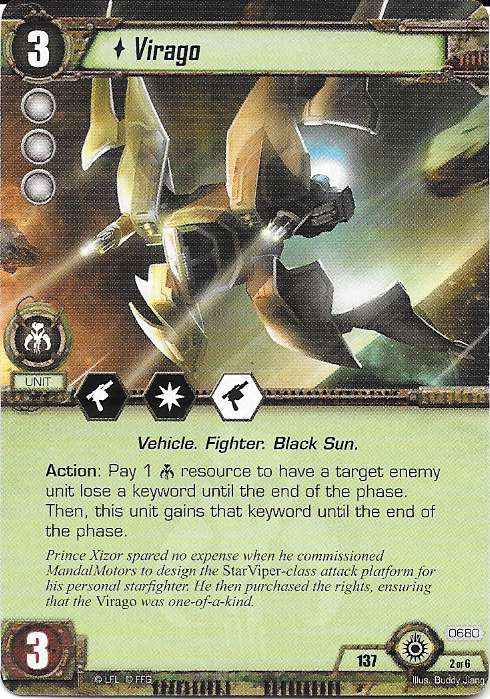 3
Virago
UNIT
Vehicle. Fighter. Black Sun.
Action: Pay 1 resource to have a target enemy
unit lose a keyword until the end of the phase.
Then, this unit gains that keyword until the end of
the phase.
Prince Xizor spared no expense when he commissioned
MandalMotors to design the StarViper-class attack platform for
his personal starfighter. He then purchased the rights, ensuring
that the Virago was one-of-a-kind.
3
© LFL © FFG
137
0680
2 of 6
Illus. Buddy Jiang